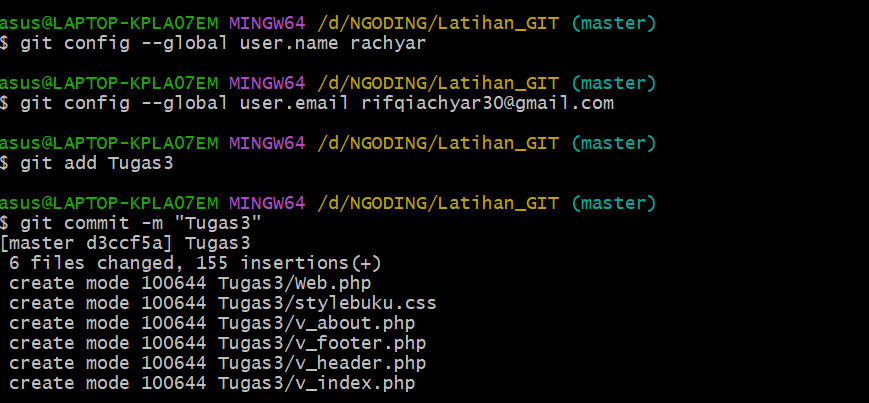 asus@LAPTOP-KPLA07EM MINGW64 /d/NGODING/Latihan_GIT (master)
$ git config --global user.name rachyar
asus@LAPTOP-KPLA07EM MINGW64 /d/NGODING/Latihan_GIT (master)
$ git config --global user.email rifqiachyar30@gmail.com
asus@LAPTOP-KPLA07EM MINGW64 /d/NGODING/Latihan_GIT (master)
$ git add Tugas3
asus@LAPTOP-KPLA07EM MINGW64 /d/NGODING/Latihan_GIT (master)
$ git commit -m "Tugas3"
[master d3ccf5a] Tugas3
 6 files changed, 155 insertions(+)
 create mode 100644 Tugas3/Web.php
 create mode 100644 Tugas3/stylebuku.css
 create mode 100644 Tugas3/v_about.php
 create mode 100644 Tugas3/v_footer.php
 create mode 100644 Tugas3/v_header.php
 create mode 100644 Tugas3/v_index.php